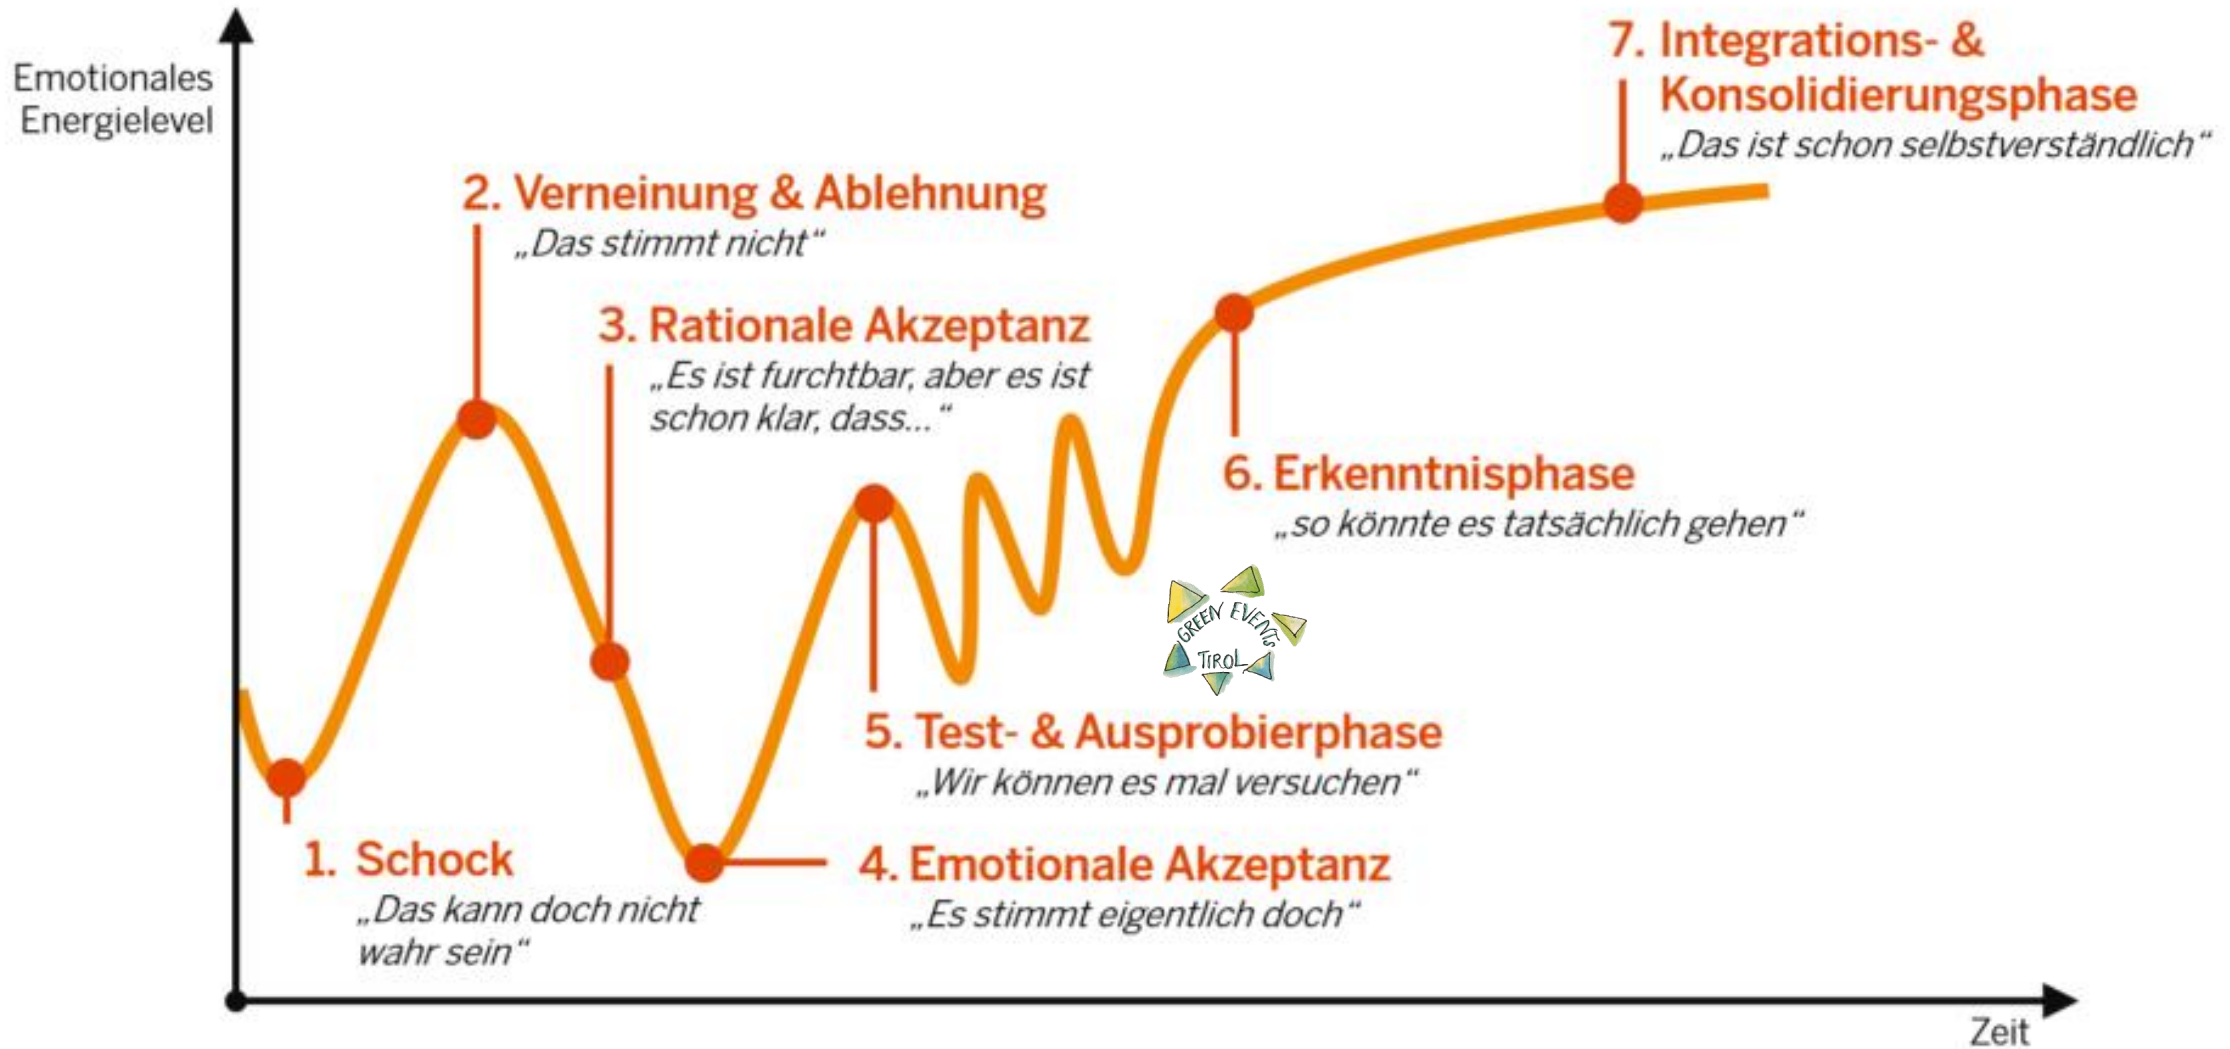 Emotionales
Energielevel
7. Integrations- &
Konsolidierungsphase
„Das ist schon selbstverständlich“
2. Verneinung & Ablehnung
„Das stimmt nicht“
3. Rationale Akzeptanz
„Es ist furchtbar, aber es ist
schon klar, dass...“
6. Erkenntnisphase
„so könnte es tatsächlich gehen“
GREEN EVENTS
TIROL
5. Test- & Ausprobierphase
„Wir können es mal versuchen“
1. Schock
„Das kann doch nicht
wahr sein“
4. Emotionale Akzeptanz
„Es stimmt eigentlich doch“
Zeit